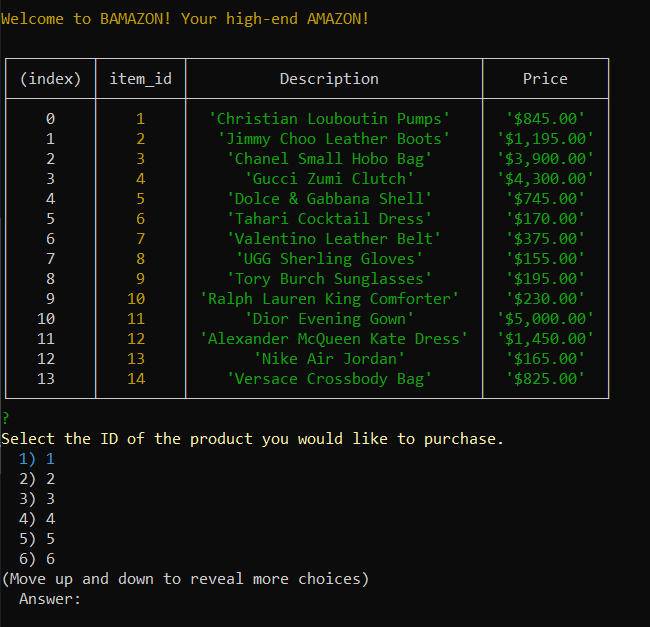 Welcome to BAMAZON! Your high-end AMAZON!
(index) item_id Description Price
0 1 'Christian Louboutin Pumps' '$845.00'
1 2 'Jimmy Choo Leather Boots' '$1,195.00'
2 3 'Chanel Small Hobo Bag' '$3,900.00'
3 4 'Gucci Zumi Clutch' '$4,300.00'
4 5 'Dolce & Gabbana Shell' '$745.00'
5 6 'Tahari Cocktail Dress' '$170.00'
6 7 'Valentino Leather Belt' '$375.00'
7 8 'UGG Sherling Gloves' '$155.00'
8 9 'Tory Burch Sunglasses' '$195.00'
9 10 'Ralph Lauren King Comforter' '$230.00'
10 11 'Dior Evening Gown' '$5,000.00'
11 12 'Alexander McQueen Kate Dress' '$1,450.00'
12 13 'Nike Air Jordan' '$165.00'
13 14 'Versace Crossbody Bag' '$825.00'
?
Select the ID of the product you would like to purchase.
1) 1
2) 2
3) 3
4) 4
5) 5
6) 6
(Move up and down to reveal more choices)
Answer: